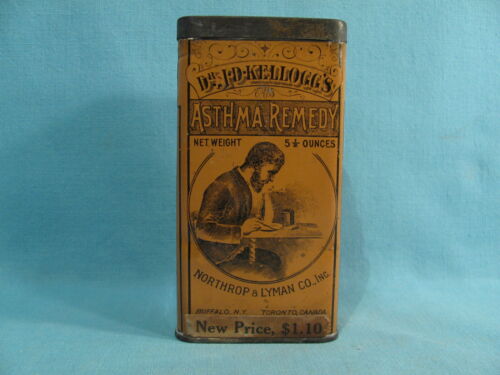 DR. J.D. KELLOGG'S
ASTHMA REMEDY
NET WEIGHT 5½ OUNCES
NORTHROP & LYMAN CO., INC.
BUFFALO, N.Y. TORONTO, CANADA
New Price, $1.10